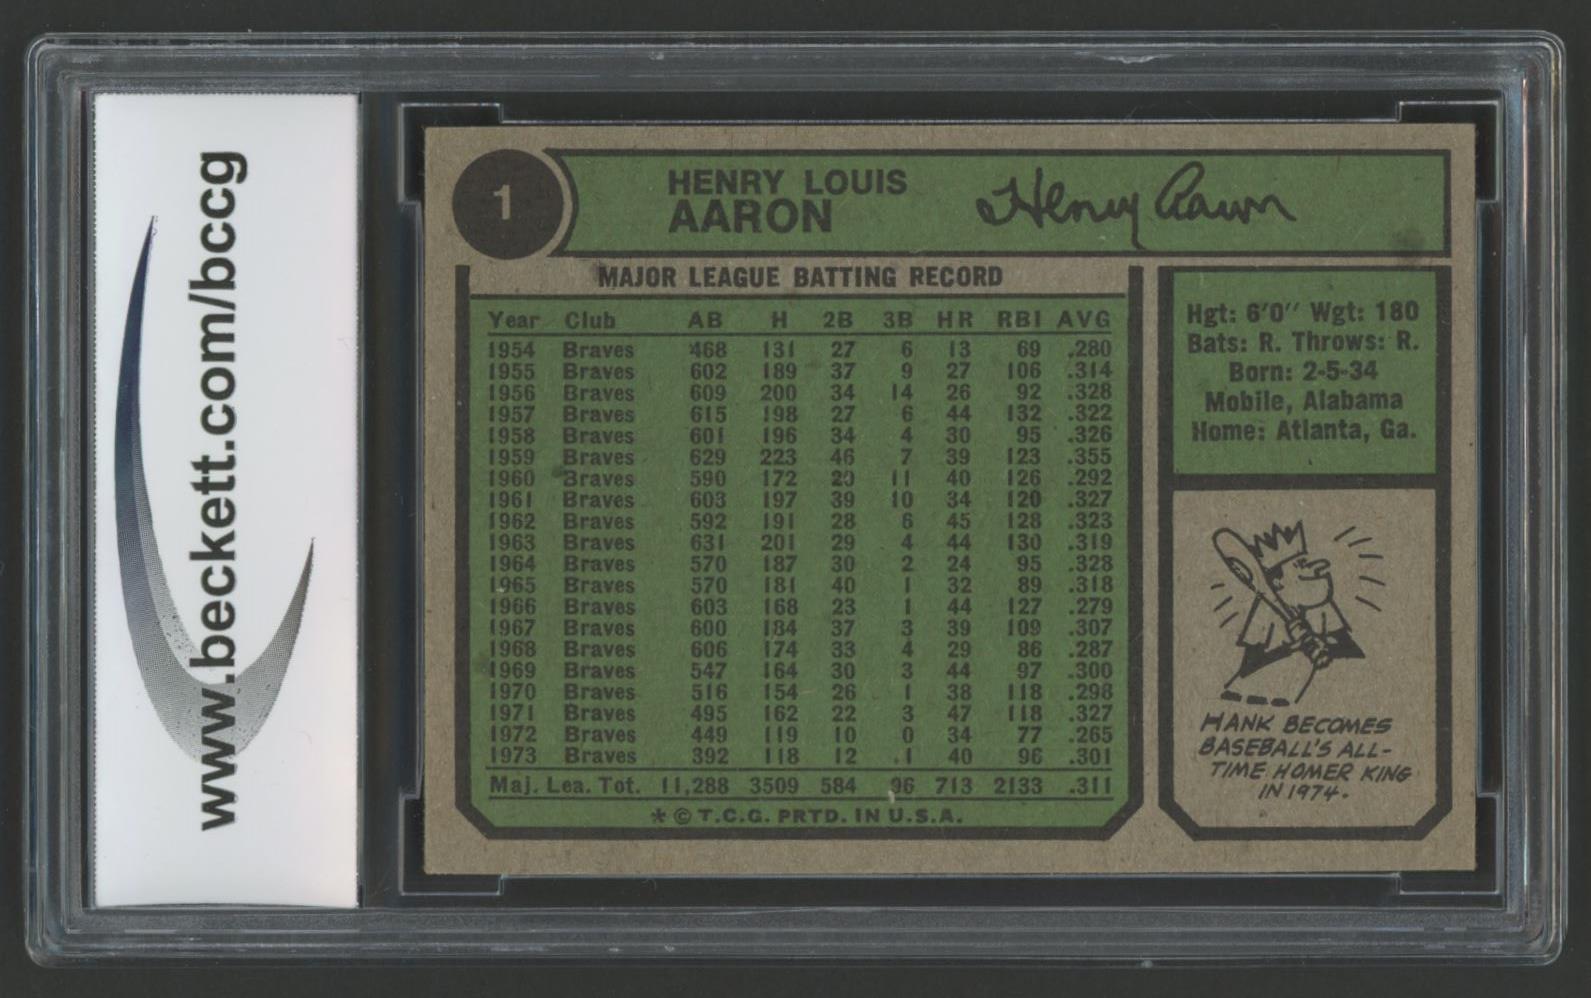 www.beckett.com/bccg
1
HENRY LOUIS
AARON
Henry Aaron
MAJOR LEAGUE BATTING RECORD
Year Club AB H 2B 3B HR RBI AVG
1954 Braves 468 131 27 6 13 69 .280
1955 Braves 602 189 37 9 27 106 .314
1956 Braves 609 200 34 14 26 92 .328
1957 Braves 615 198 27 6 44 132 .322
1958 Braves 601 196 34 4 30 95 .326
1959 Braves 629 223 46 7 39 123 .355
1960 Braves 590 172 20 11 40 126 .292
1961 Braves 603 197 39 10 34 120 .327
1962 Braves 592 191 28 6 45 128 .323
1963 Braves 631 201 29 4 44 130 .319
1964 Braves 570 187 30 2 24 95 .328
1965 Braves 570 181 40 1 32 89 .318
1966 Braves 603 168 23 1 44 127 .279
1967 Braves 600 184 37 3 39 109 .307
1968 Braves 606 174 33 4 29 86 .287
1969 Braves 547 164 30 3 44 97 .300
1970 Braves 516 154 26 1 38 118 .298
1971 Braves 495 162 22 3 47 118 .327
1972 Braves 449 119 10 0 34 77 .265
1973 Braves 392 118 12 1 40 96 .301
Maj. Lea. Tot. 11,288 3509 584 96 713 2133 .311
* © T.C.G. PRTD. IN U.S.A.
Hgt: 6'0" Wgt: 180
Bats: R. Throws: R.
Born: 2-5-34
Mobile, Alabama
Home: Atlanta, Ga.
HANK BECOMES
BASEBALL'S ALL-
TIME HOMER KING
IN 1974.